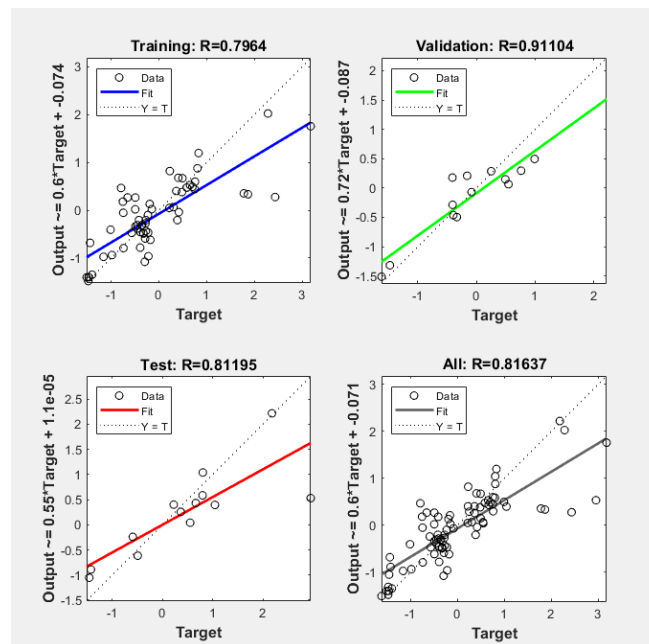 Training: R=0.7964
Output ~= 0.6*Target + -0.074
3
2
1
0
-1
Data
Fit
Y = T
-1
0
1
2
3
Target
Validation: R=0.91104
Output ~= 0.72*Target + -0.087
2
1.5
1
0.5
0
-0.5
-1
-1.5
Data
Fit
Y = T
-1
0
1
2
Target
Test: R=0.81195
Output ~= 0.55*Target + 1.1e-05
2.5
2
1.5
1
0.5
0
-0.5
-1
-1.5
Data
Fit
Y = T
-1
0
1
2
Target
All: R=0.81637
Output ~= 0.6*Target + -0.071
3
2
1
0
-1
Data
Fit
Y = T
-1
0
1
2
3
Target